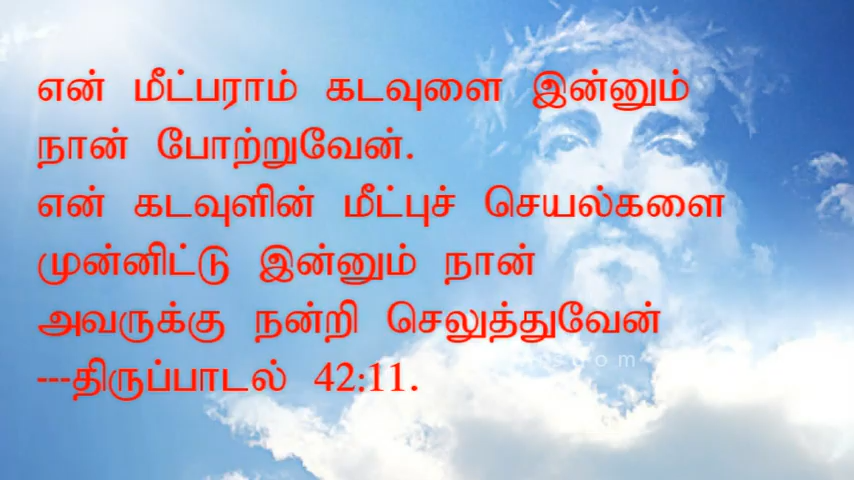 என் மீட்பராம் கடவுளை இன்னும்
நான் போற்றுவேன்.
என் கடவுளின் மீட்புச் செயல்களை
முன்னிட்டு இன்னும் நான்
அவருக்கு நன்றி செலுத்துவேன்
---திருப்பாடல் 42:11.